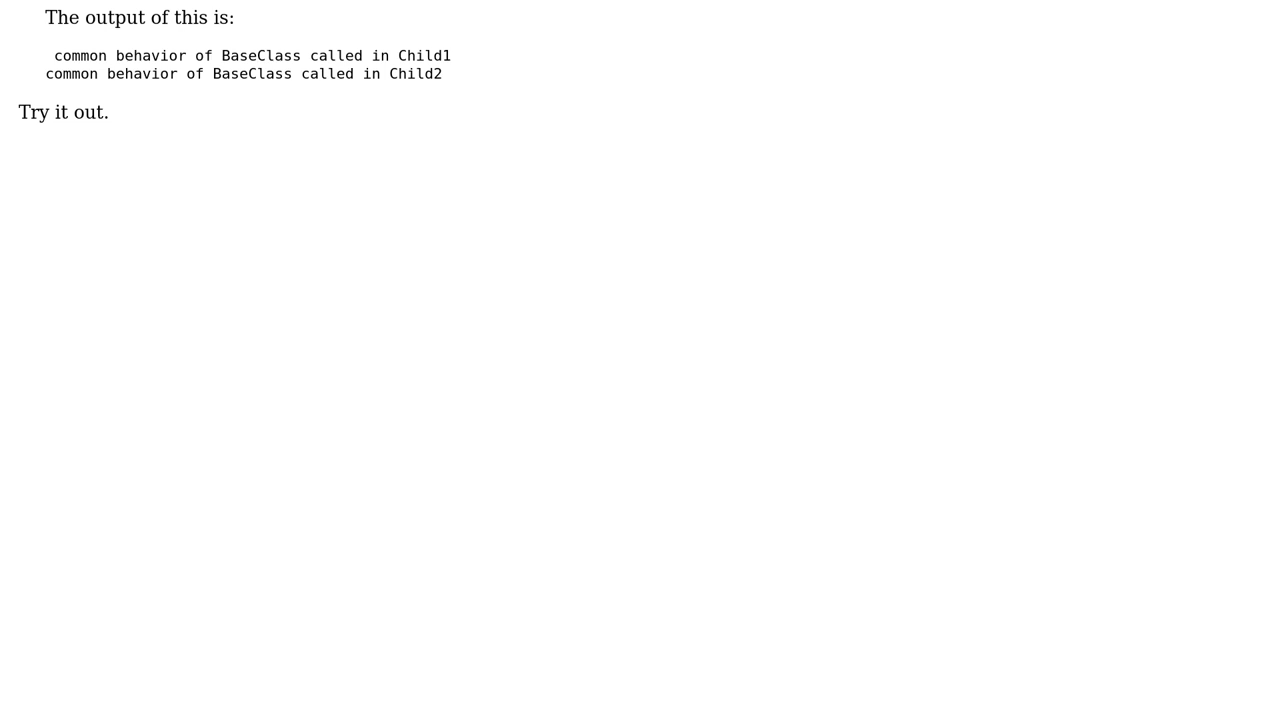 The output of this is:
common behavior of BaseClass called in Child1
common behavior of BaseClass called in Child2
Try it out.